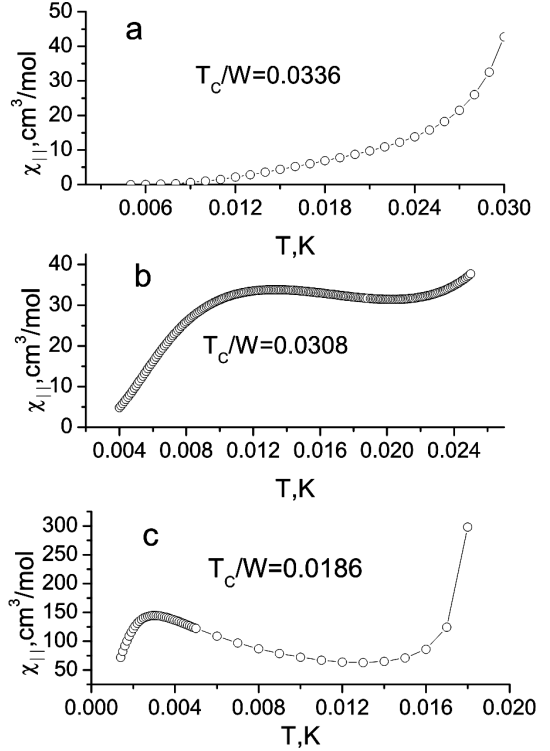 a
T_C/W=0.0336
χ_||,cm³/mol
50
40
30
20
10
0
0.006 0.012 0.018 0.024 0.030
T,K
b
T_C/W=0.0308
χ_||,cm³/mol
40
30
20
10
0
0.004 0.008 0.012 0.016 0.020 0.024
T,K
c
T_C/W=0.0186
χ_||,cm³/mol
300
250
200
150
100
50
0.000 0.004 0.008 0.012 0.016 0.020
T,K